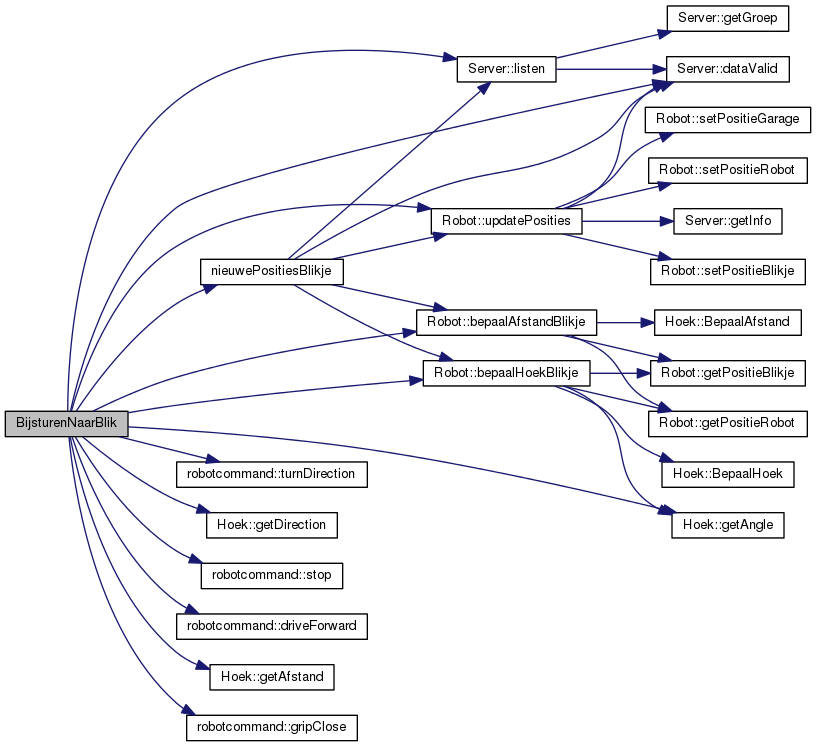 Server::getGroep
Server::listen
Server::dataValid
Robot::setPositieGarage
Robot::setPositieRobot
Robot::updatePosities
Server::getInfo
nieuwePositiesBlikje
Robot::setPositieBlikje
Robot::bepaalAfstandBlikje
Hoek::BepaalAfstand
Robot::bepaalHoekBlikje
Robot::getPositieBlikje
BijsturenNaarBlik
Robot::getPositieRobot
robotcommand::turnDirection
Hoek::BepaalHoek
Hoek::getDirection
Hoek::getAngle
robotcommand::stop
robotcommand::driveForward
Hoek::getAfstand
robotcommand::gripClose